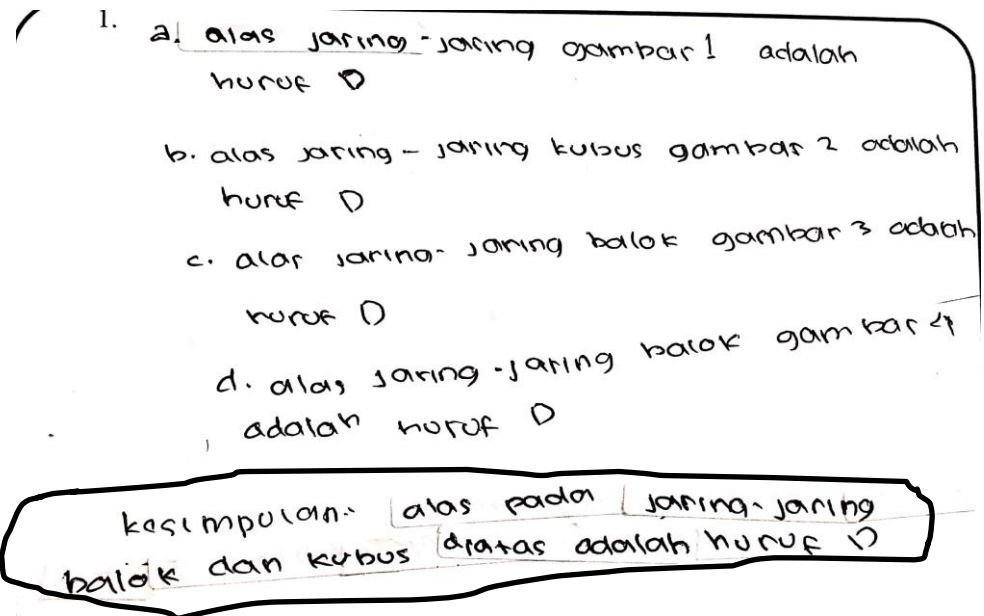 1.
a. alas jaring-jaring gambar 1 adalah
huruf D
b. alas jaring-jaring kubus gambar 2 adalah
huruf D
c. alas jaring-jaring balok gambar 3 adalah
huruf D
d. alas jaring-jaring balok gambar 4
adalah huruf D
kesimpulan: alas pada jaring-jaring
balok dan kubus diatas adalah huruf D